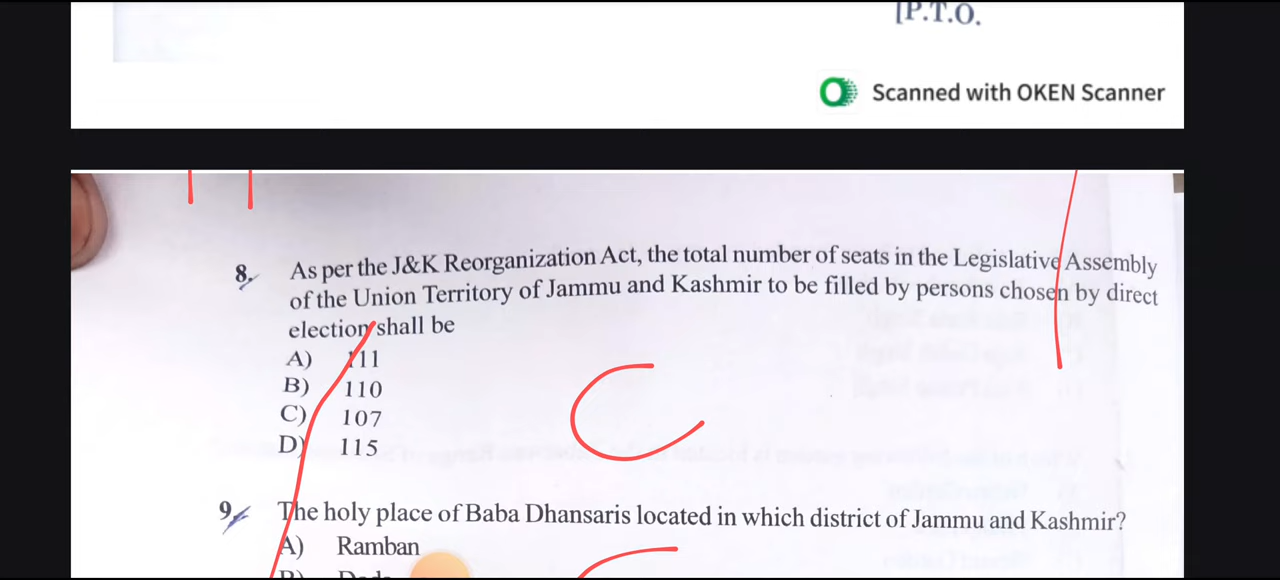 [P.T.O.
Scanned with OKEN Scanner
8. As per the J&K Reorganization Act, the total number of seats in the Legislative Assembly
of the Union Territory of Jammu and Kashmir to be filled by persons chosen by direct
election shall be
A) 111
B) 110
C) 107
D) 115
C
9. The holy place of Baba Dhansaris located in which district of Jammu and Kashmir?
A) Ramban
B) Doda